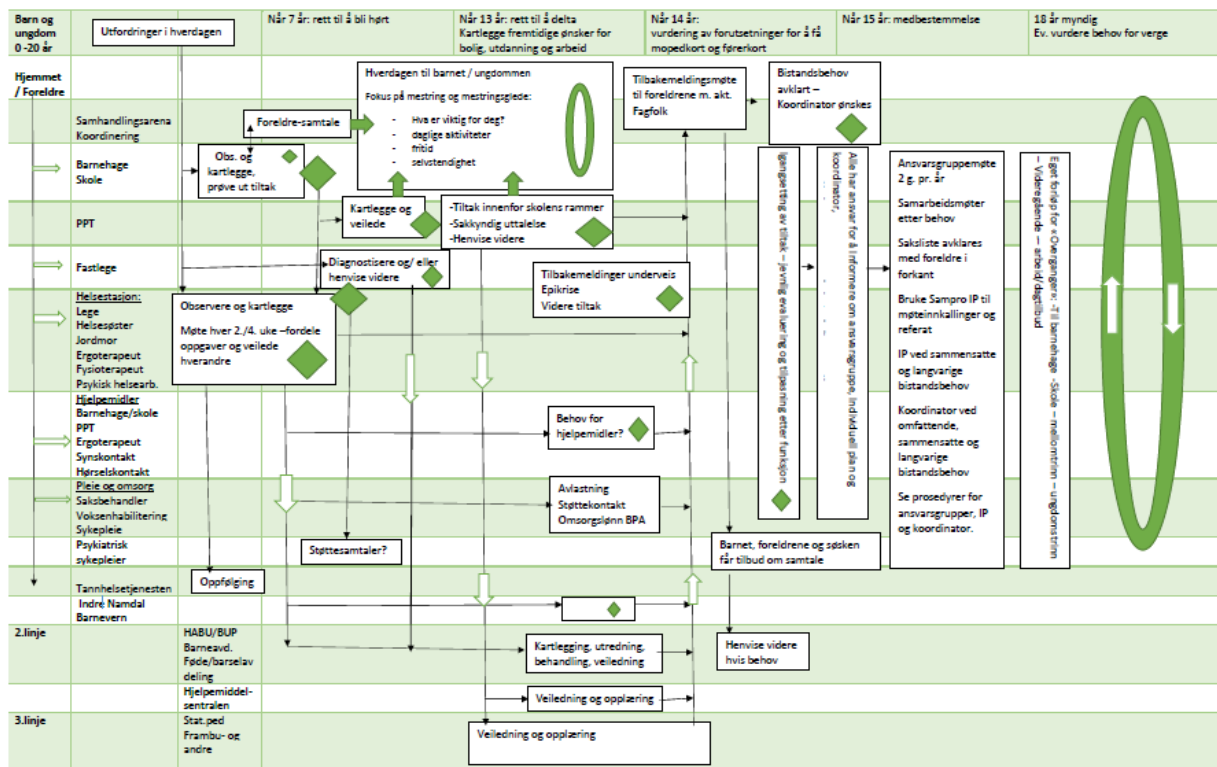 Barn og
ungdom
0 -20 år
Utfordringer i hverdagen
Når 7 år: rett til å bli hørt
Når 13 år: rett til å delta
Kartlegge fremtidige ønsker for
bolig, utdanning og arbeid
Når 14 år:
vurdering av forutsetninger for å få
mopedkort og førerkort
Når 15 år: medbestemmelse
18 år myndig
Ev. vurdere behov for verge
Hjemmet
/ Foreldre
Hverdagen til barnet / ungdommen
Fokus på mestring og mestringsglede:
- Hva er viktig for deg?
- daglige aktiviteter
- fritid
- selvstendighet
Tilbakemeldingsmøte
til foreldrene m. akt.
Fagfolk
Bistandsbehov
avklart –
Koordinator ønskes
Samhandlingsarena
Koordinering
Foreldre-samtale
Barnehage
Skole
Obs. og
kartlegge,
prøve ut tiltak
PPT
Kartlegge og
veilede
-Tiltak innenfor skolens rammer
-Sakkyndig uttalelse
-Henvise videre
Fastlege
Diagnostisere og/ eller
henvise videre
Tilbakemeldinger underveis
Epikrise
Videre tiltak
Igangsetting av tiltak – jevnlig evaluering og tilpasning etter funksjon
Alle har ansvar for å informere om ansvarsgruppe, individuell plan og
koordinator,
Ansvarsgruppemøte
2 g. pr. år
Samarbeidsmøter
etter behov
Saksliste avklares
med foreldre i
forkant
Bruke Sampro IP til
møteinnkallinger og
referat
IP ved sammensatte
og langvarige
bistandsbehov
Koordinator ved
omfattende,
sammensatte og
langvarige
bistandsbehov
Se prosedyrer for
ansvarsgrupper, IP
og koordinator.
Eget forløp for «Overganger»: -Til barnehage -Skole – mellomtrinn – ungdomstrinn
– Videregående – arbeid/dagtilbud
Helsestasjon:
Lege
Helsesøster
Jordmor
Ergoterapeut
Fysioterapeut
Psykisk helsearb.
Observere og kartlegge
Møte hver 2./4. uke –fordele
oppgaver og veilede
hverandre
Hjelpemidler
Barnehage/skole
PPT
Ergoterapeut
Synskontakt
Hørselskontakt
Behov for
hjelpemidler?
Pleie og omsorg
Saksbehandler
Voksenhabilitering
Sykepleie
Avlastning
Støttekontakt
Omsorgslønn BPA
Psykiatrisk
sykepleier
Støttesamtaler?
Barnet, foreldrene og søsken
får tilbud om samtale
Tannhelsetjenesten
Oppfølging
Indre Namdal
Barnevern
2.linje
HABU/BUP
Barneavd.
Føde/barselav
deling
Kartlegging, utredning,
behandling, veiledning
Henvise videre
hvis behov
Hjelpemiddel-
sentralen
Veiledning og opplæring
3.linje
Stat.ped
Frambu- og
andre
Veiledning og opplæring